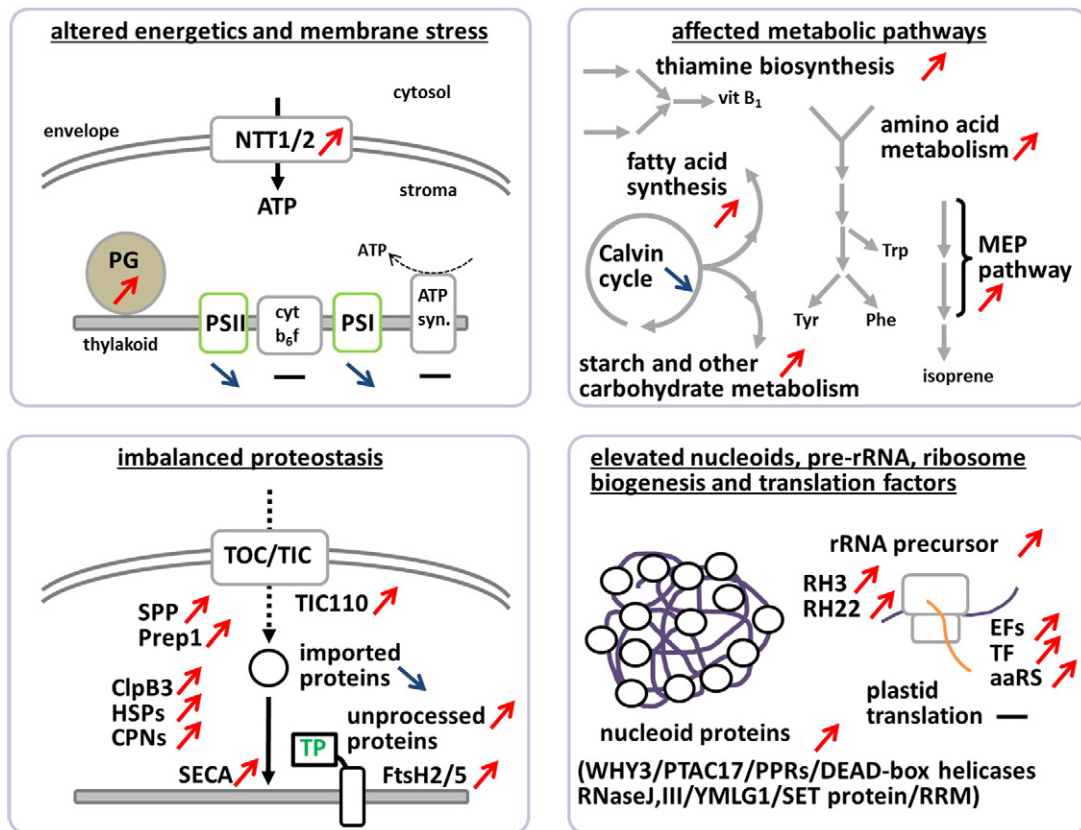 altered energetics and membrane stress
cytosol
envelope
NTT1/2
stroma
ATP
PG
ATP
PSII
cyt
b₆f
PSI
ATP
syn.
thylakoid
affected metabolic pathways
thiamine biosynthesis
vit B₁
amino acid
metabolism
fatty acid
synthesis
Calvin
cycle
Trp
MEP
pathway
Tyr
Phe
starch and other
carbohydrate metabolism
isoprene
imbalanced proteostasis
TOC/TIC
TIC110
SPP
Prep1
imported
proteins
ClpB3
HSPs
CPNs
unprocessed
proteins
TP
SECA
FtsH2/5
elevated nucleoids, pre-rRNA, ribosome
biogenesis and translation factors
rRNA precursor
RH3
RH22
EFs
TF
aaRS
plastid
translation
nucleoid proteins
(WHY3/PTAC17/PPRs/DEAD-box helicases
RNaseJ,III/YMLG1/SET protein/RRM)